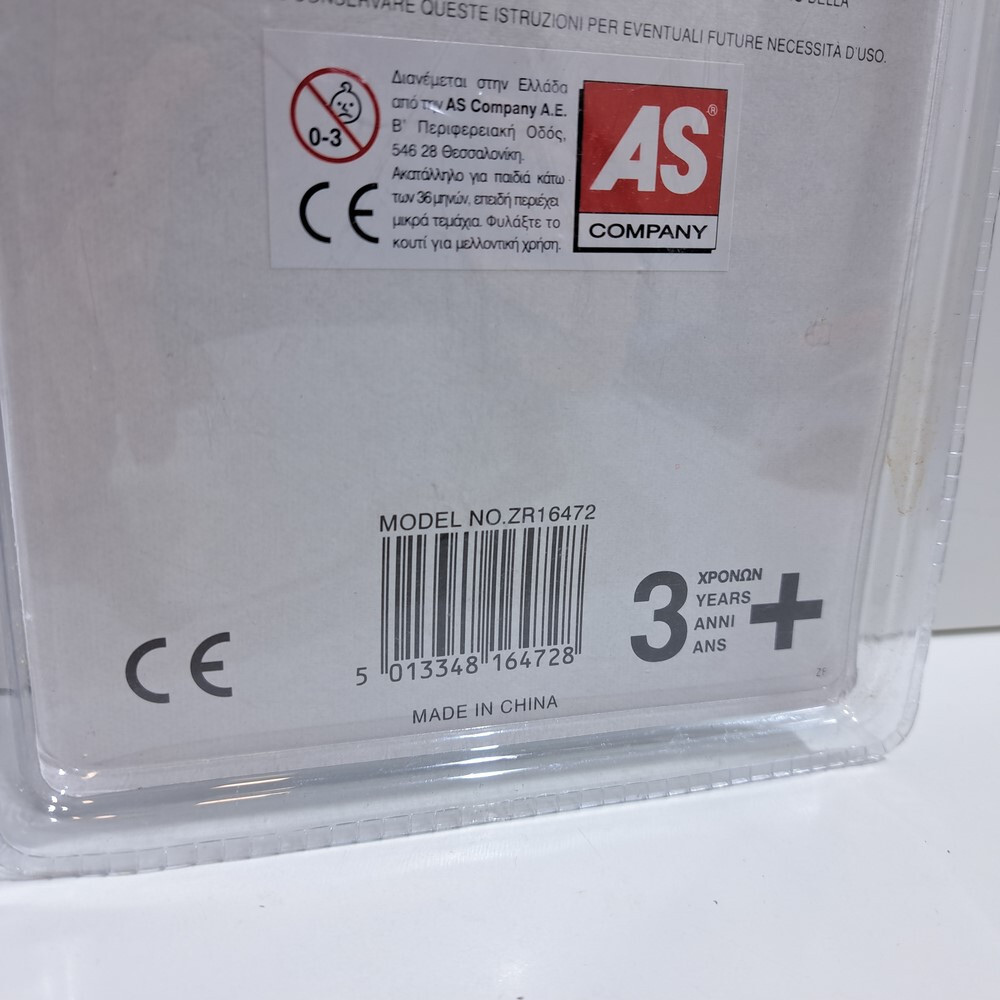 DELLA
CONSERVARE QUESTE ISTRUZIONI PER EVENTUALI FUTURE NECESSITÀ D'USO.
0-3
CE
Διανέμεται στην Ελλάδα
από την AS Company A.E.
Β' Περιφερειακή Οδός,
546 28 Θεσσαλονίκη.
Ακατάλληλο για παιδιά κάτω
των 36 μηνών, επειδή περιέχει
μικρά τεμάχια. Φυλάξτε το
κουτί για μελλοντική χρήση.
AS®
COMPANY
MODEL NO.ZR16472
5 013348 164728
MADE IN CHINA
CE
3+
ΧΡΟΝΩΝ
YEARS
ANNI
ANS